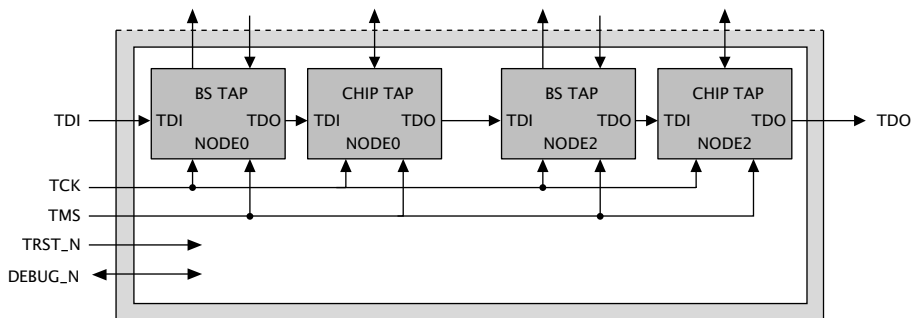 BS TAP
CHIP TAP
BS TAP
CHIP TAP
TDI
TDI
TDO
TDI
TDO
TDI
TDO
TDI
TDO
TDO
NODE0
NODE0
NODE2
NODE2
TCK
TMS
TRST_N
DEBUG_N